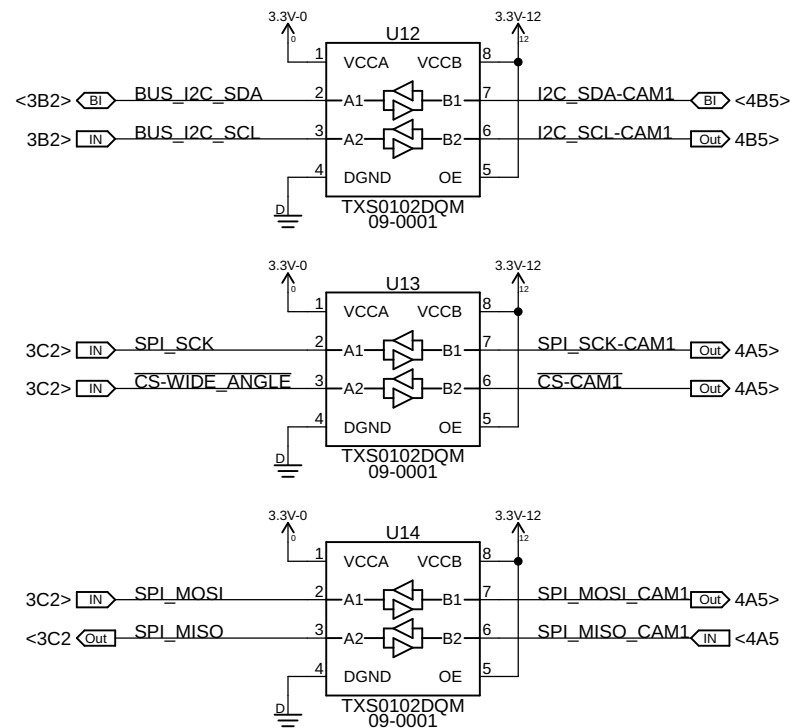 3.3V-0 3.3V-12
0 U12 12
1 VCCA VCCB 8
<3B2> BI BUS_I2C_SDA 2 A1 B1 7 I2C_SDA-CAM1 BI <4B5>
3B2> IN BUS_I2C_SCL 3 A2 B2 6 I2C_SCL-CAM1 Out 4B5>
4 DGND OE 5
D TXS0102DQM
09-0001
3.3V-0 3.3V-12
0 U13 12
1 VCCA VCCB 8
3C2> IN SPI_SCK 2 A1 B1 7 SPI_SCK-CAM1 Out 4A5>
3C2> IN CS-WIDE_ANGLE 3 A2 B2 6 CS-CAM1 Out 4A5>
4 DGND OE 5
D TXS0102DQM
09-0001
3.3V-0 3.3V-12
0 U14 12
1 VCCA VCCB 8
3C2> IN SPI_MOSI 2 A1 B1 7 SPI_MOSI_CAM1 Out 4A5>
<3C2 Out SPI_MISO 3 A2 B2 6 SPI_MISO_CAM1 IN <4A5
4 DGND OE 5
D TXS0102DQM
09-0001